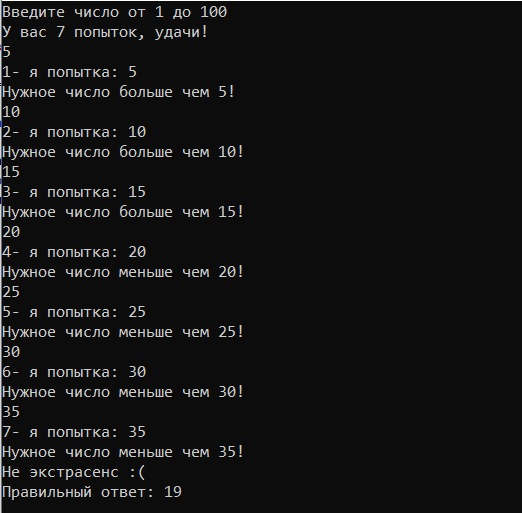 Введите число от 1 до 100
У вас 7 попыток, удачи!
5
1- я попытка: 5
Нужное число больше чем 5!
10
2- я попытка: 10
Нужное число больше чем 10!
15
3- я попытка: 15
Нужное число больше чем 15!
20
4- я попытка: 20
Нужное число меньше чем 20!
25
5- я попытка: 25
Нужное число меньше чем 25!
30
6- я попытка: 30
Нужное число меньше чем 30!
35
7- я попытка: 35
Нужное число меньше чем 35!
Не экстрасенс :(
Правильный ответ: 19